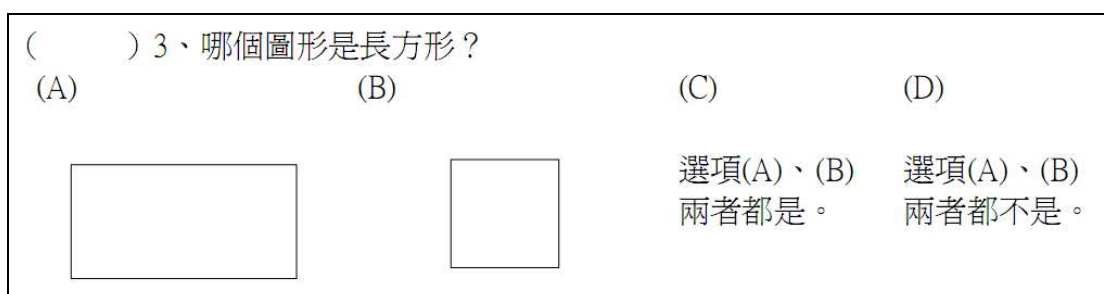 (　　　) 3、哪個圖形是長方形？
(A)　　(B)　　(C)　　(D)
選項(A)、(B)　　選項(A)、(B)
兩者都是。　　兩者都不是。